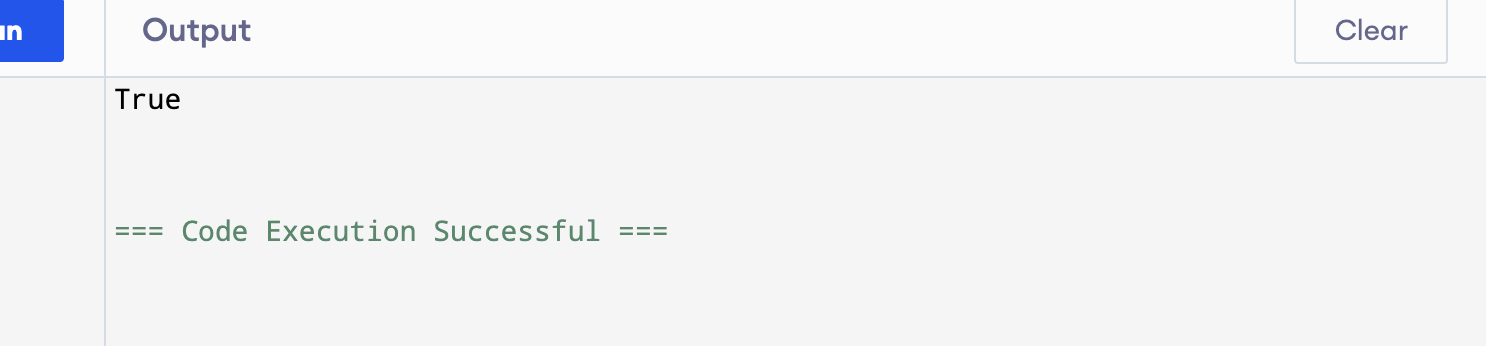 Output
Clear
True
=== Code Execution Successful ===